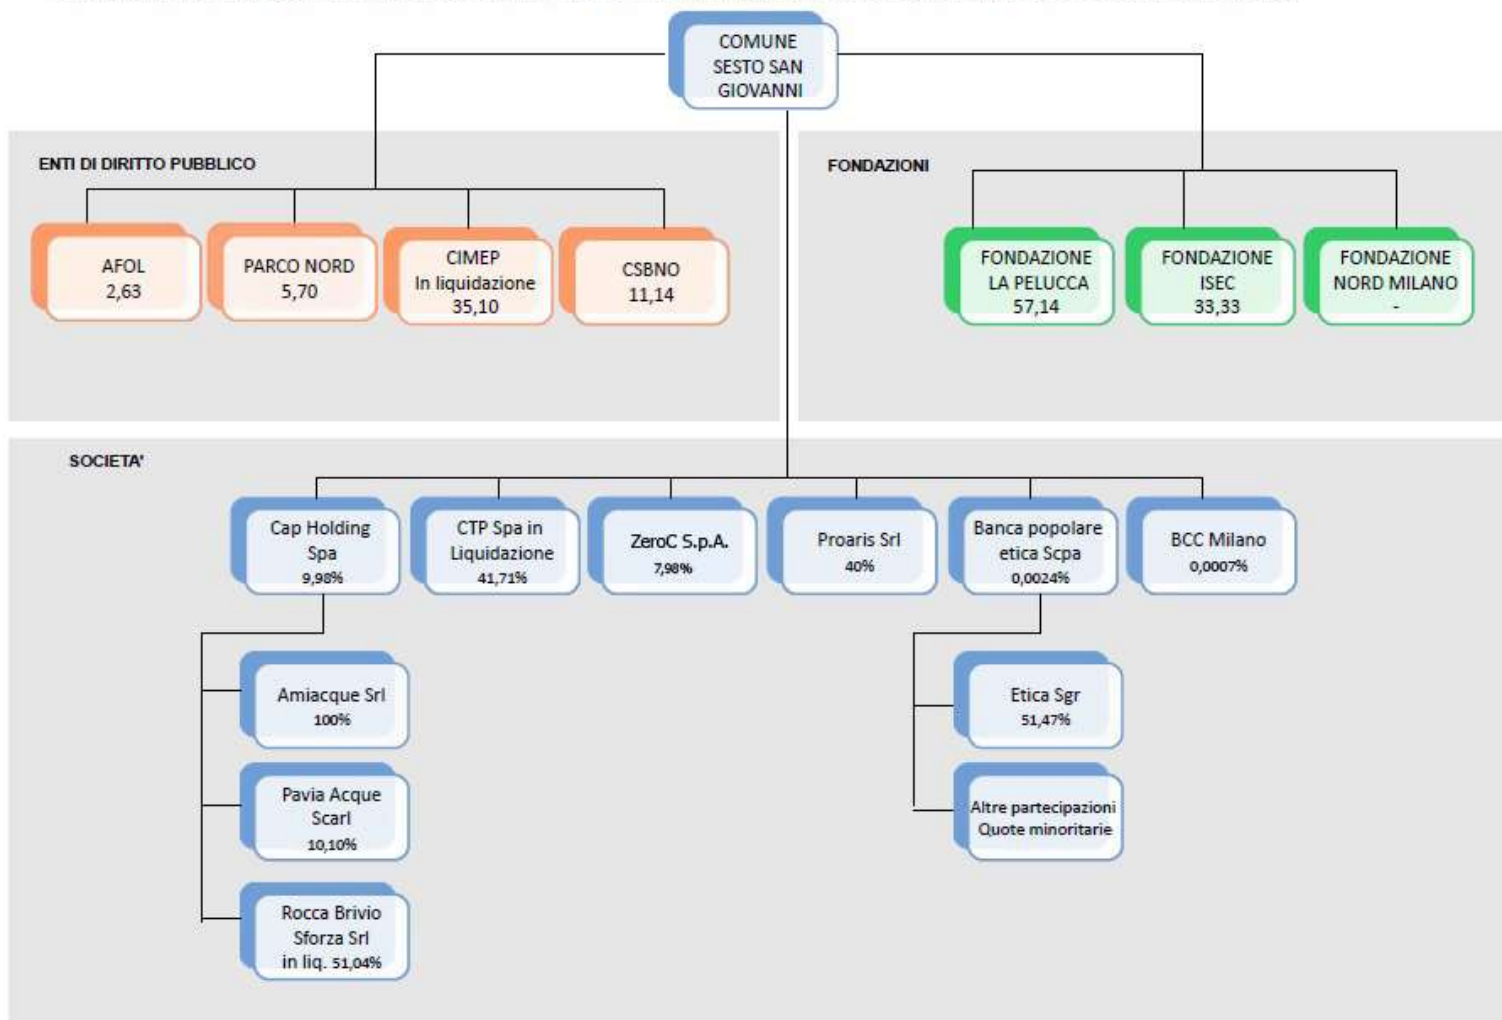 COMUNE
SESTO SAN
GIOVANNI
ENTI DI DIRITTO PUBBLICO
AFOL
2,63
PARCO NORD
5,70
CIMEP
In liquidazione
35,10
CSBNO
11,14
FONDAZIONI
FONDAZIONE
LA PELUCCA
57,14
FONDAZIONE
ISEC
33,33
FONDAZIONE
NORD MILANO
-
SOCIETA'
Cap Holding
Spa
9,98%
CTP Spa in
Liquidazione
41,71%
ZeroC S.p.A.
7,98%
Proaris Srl
40%
Banca popolare
etica Scpa
0,0024%
BCC Milano
0,0007%
Amiacque Srl
100%
Pavia Acque
Scarl
10,10%
Rocca Brivio
Sforza Srl
in liq. 51,04%
Etica Sgr
51,47%
Altre partecipazioni
Quote minoritarie